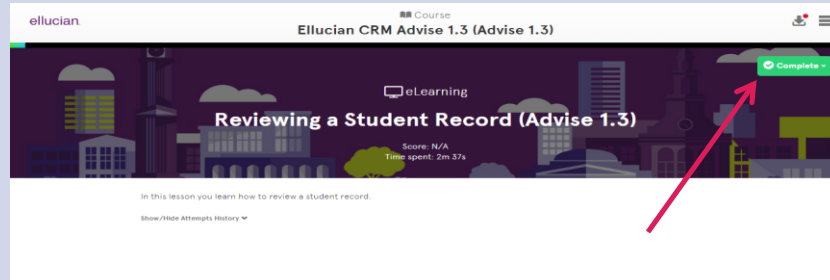 ellucian
Course
Ellucian CRM Advise 1.3 (Advise 1.3)
Complete
eLearning
Reviewing a Student Record (Advise 1.3)
Score: N/A
Time spent: 2m 37s
In this lesson you learn how to review a student record.
Show/Hide Attempts History